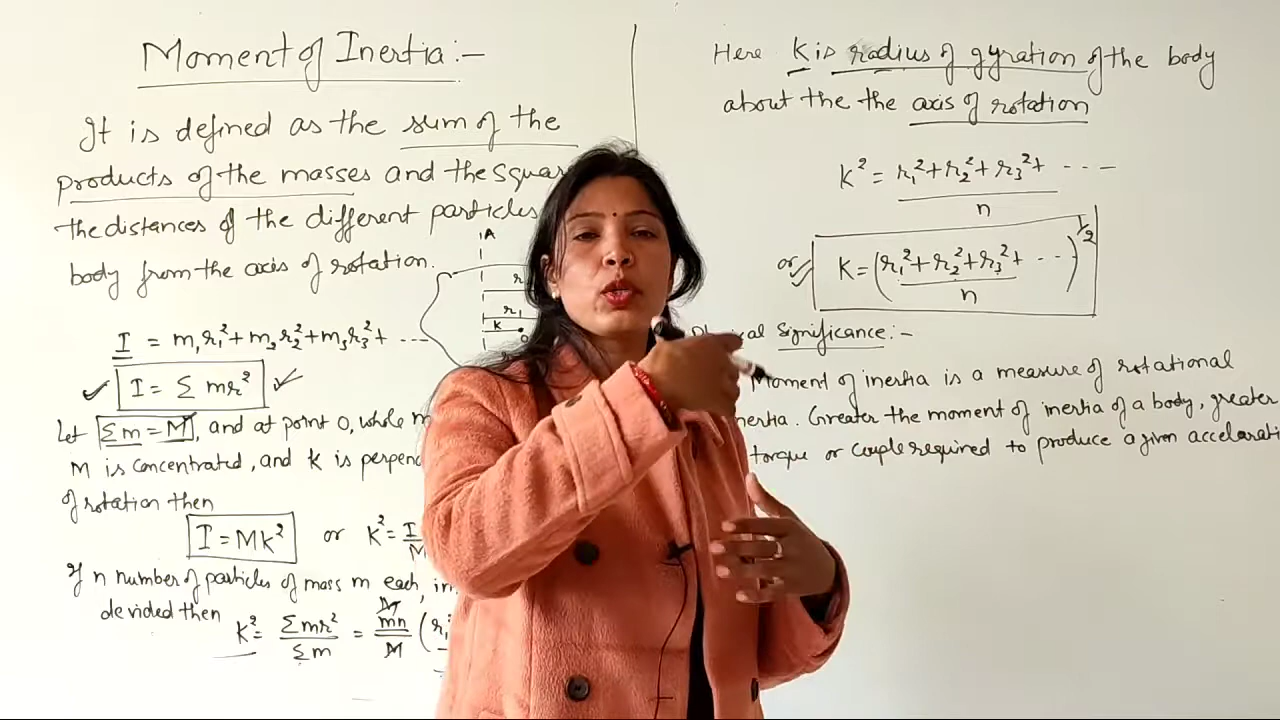 Moment of Inertia:-
It is defined as the sum of the
products of the masses and the squar
the distances of the different particles
body from the axis of rotation.
I = m₁r₁²+m₂r₂²+m₃r₃²+ ---
I = Σ mr²
Let Σm = M, and at point O, whole m
M is concentrated, and K is perpend
of rotation then
I = MK² or K² = I/M
If n number of particles of mass m each, in
devided then
K² = Σmr²/Σm = mn/M (r₁
A
r
r₁
K
Here K is radius of gyration of the body
about the the axis of rotation
K² = r₁²+r₂²+r₃²+ ---/n
or K = (r₁²+r₂²+r₃²+ ---/n)^1/2
Physical Significance:-
Moment of inertia is a measure of rotational
nertia. Greater the moment of inertia of a body, greater
torque or couple required to produce a given accelarati